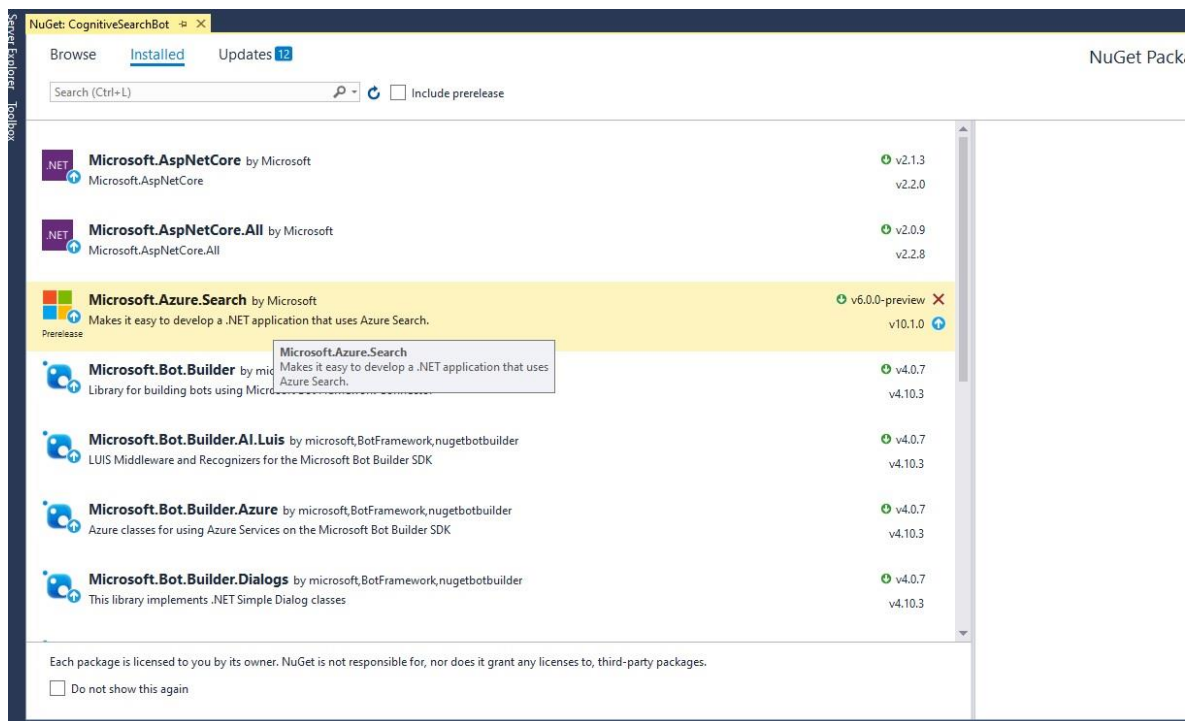 Server Explorer
Toolbox
NuGet: CognitiveSearchBot
Browse
Installed
Updates 12
NuGet Packa
Search (Ctrl+L)
Include prerelease
.NET
Microsoft.AspNetCore by Microsoft
Microsoft.AspNetCore
v2.1.3
v2.2.0
.NET
Microsoft.AspNetCore.All by Microsoft
Microsoft.AspNetCore.All
v2.0.9
v2.2.8
Microsoft.Azure.Search by Microsoft
Makes it easy to develop a .NET application that uses Azure Search.
Prerelease
v6.0.0-preview
v10.1.0
Microsoft.Azure.Search
Makes it easy to develop a .NET application that uses
Azure Search.
Microsoft.Bot.Builder by mic
Library for building bots using Micr
v4.0.7
v4.10.3
Microsoft.Bot.Builder.AI.Luis by microsoft,BotFramework,nugetbotbuilder
LUIS Middleware and Recognizers for the Microsoft Bot Builder SDK
v4.0.7
v4.10.3
Microsoft.Bot.Builder.Azure by microsoft,BotFramework,nugetbotbuilder
Azure classes for using Azure Services on the Microsoft Bot Builder SDK
v4.0.7
v4.10.3
Microsoft.Bot.Builder.Dialogs by microsoft,BotFramework,nugetbotbuilder
This library implements .NET Simple Dialog classes
v4.0.7
v4.10.3
Each package is licensed to you by its owner. NuGet is not responsible for, nor does it grant any licenses to, third-party packages.
Do not show this again